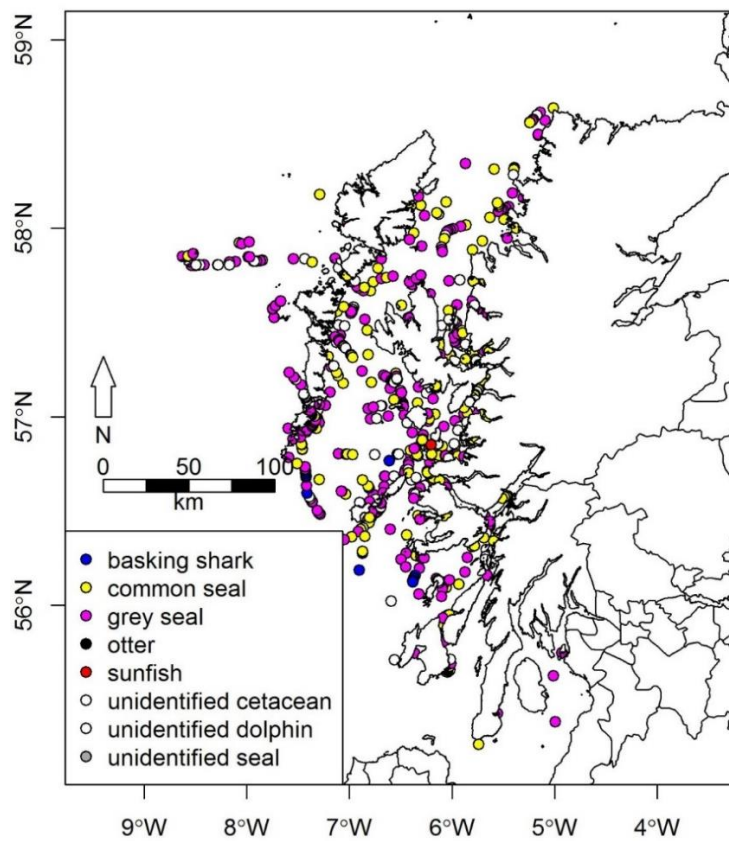 59°N
58°N
57°N
56°N
N
0 50 100
km
basking shark
common seal
grey seal
otter
sunfish
unidentified cetacean
unidentified dolphin
unidentified seal
9°W 8°W 7°W 6°W 5°W 4°W